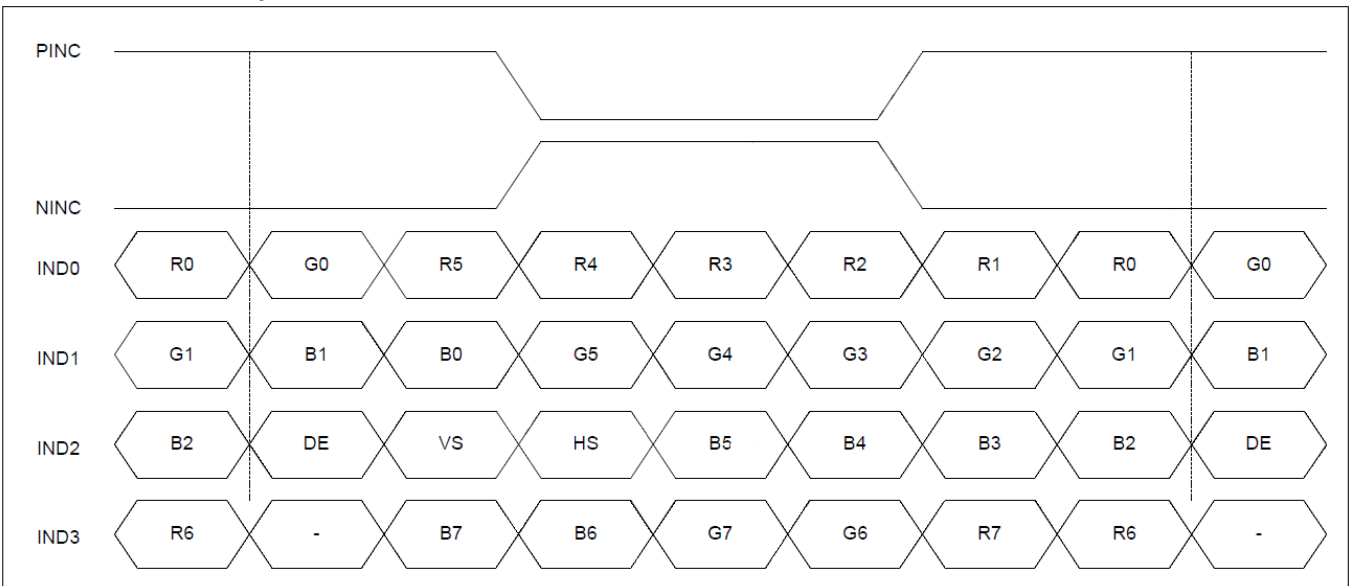 PINC
NINC
IND0 R0 G0 R5 R4 R3 R2 R1 R0 G0
IND1 G1 B1 B0 G5 G4 G3 G2 G1 B1
IND2 B2 DE VS HS B5 B4 B3 B2 DE
IND3 R6 - B7 B6 G7 G6 R7 R6 -